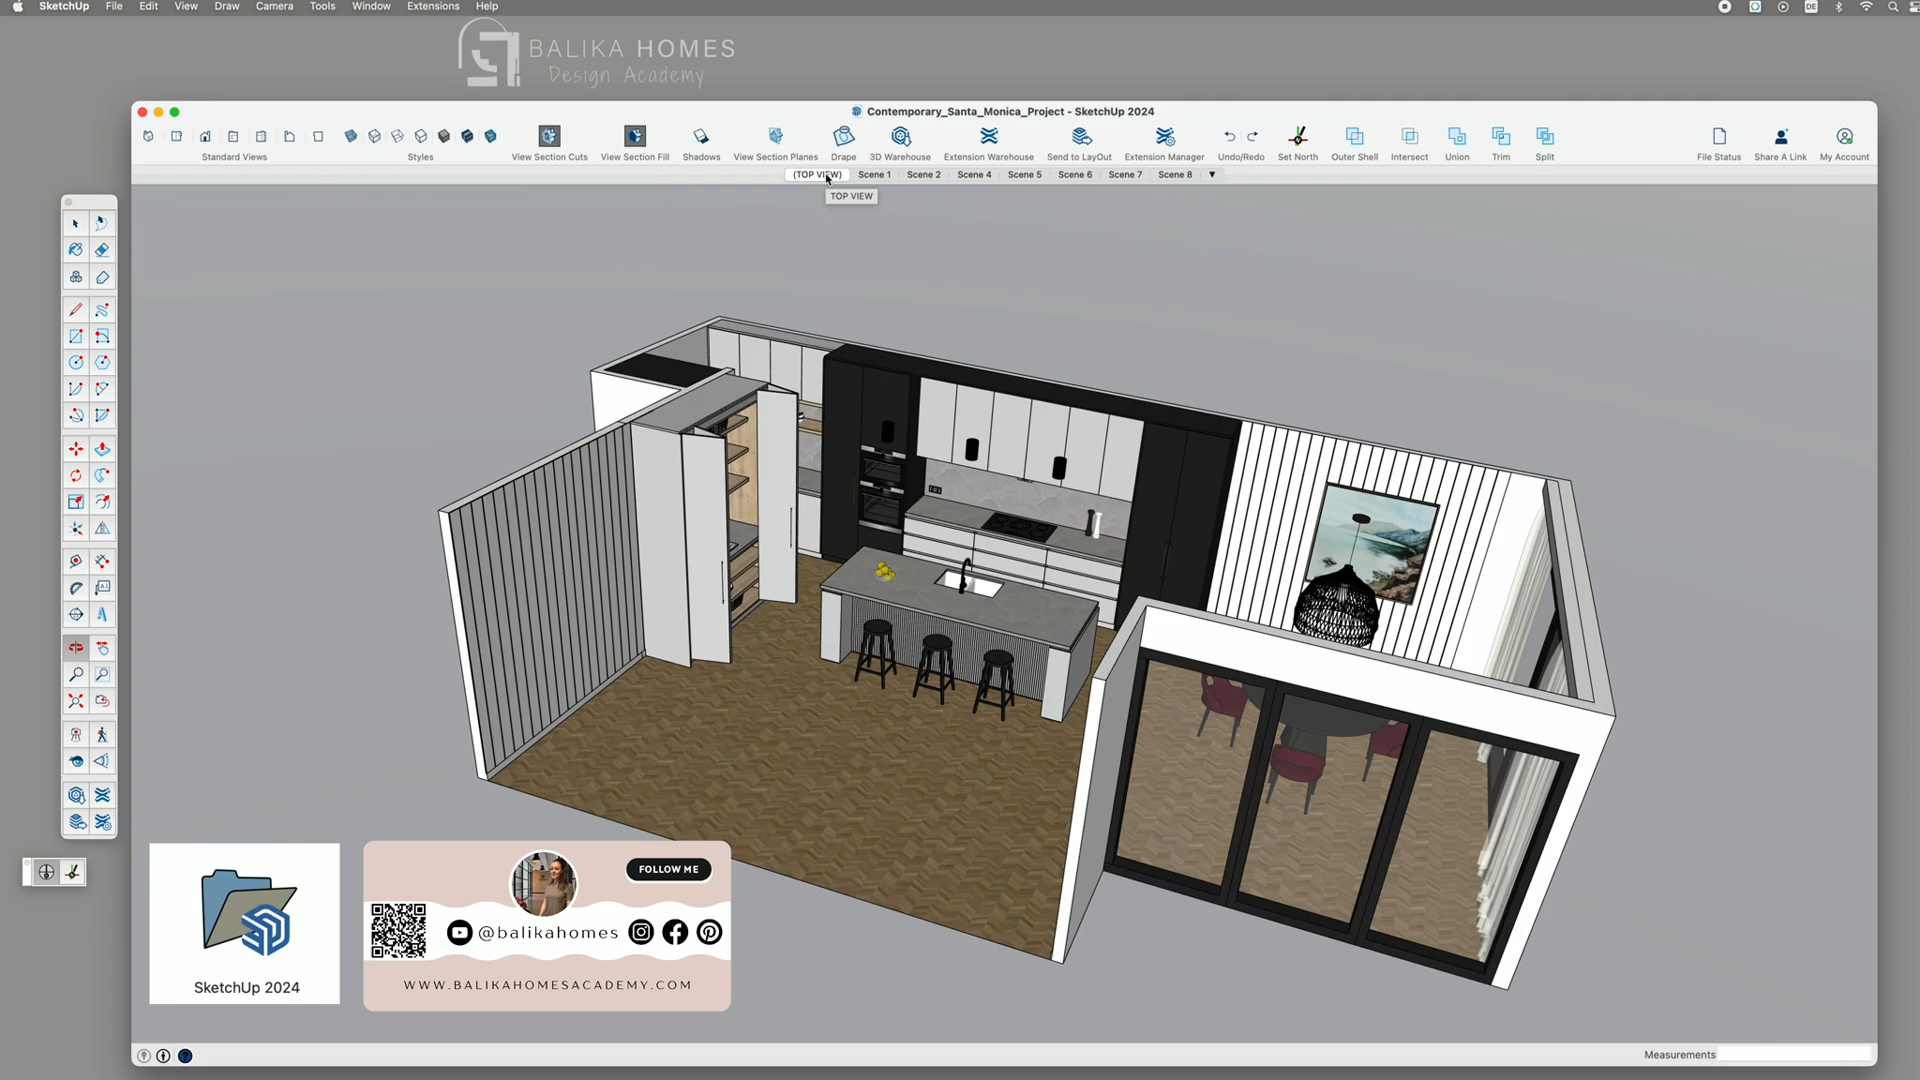 SketchUp File Edit View Draw Camera Tools Window Extensions Help
DE
BALIKA HOMES
Design Academy
Contemporary_Santa_Monica_Project - SketchUp 2024
Standard Views Styles View Section Cuts View Section Fill Shadows View Section Planes Drape 3D Warehouse Extension Warehouse Send to LayOut Extension Manager Undo/Redo Set North Outer Shell Intersect Union Trim Split File Status Share A Link My Account
(TOP VIEW) Scene 1 Scene 2 Scene 4 Scene 5 Scene 6 Scene 7 Scene 8
TOP VIEW
FOLLOW ME
@balikahomes
SketchUp 2024
WWW.BALIKAHOMESACADEMY.COM
Measurements